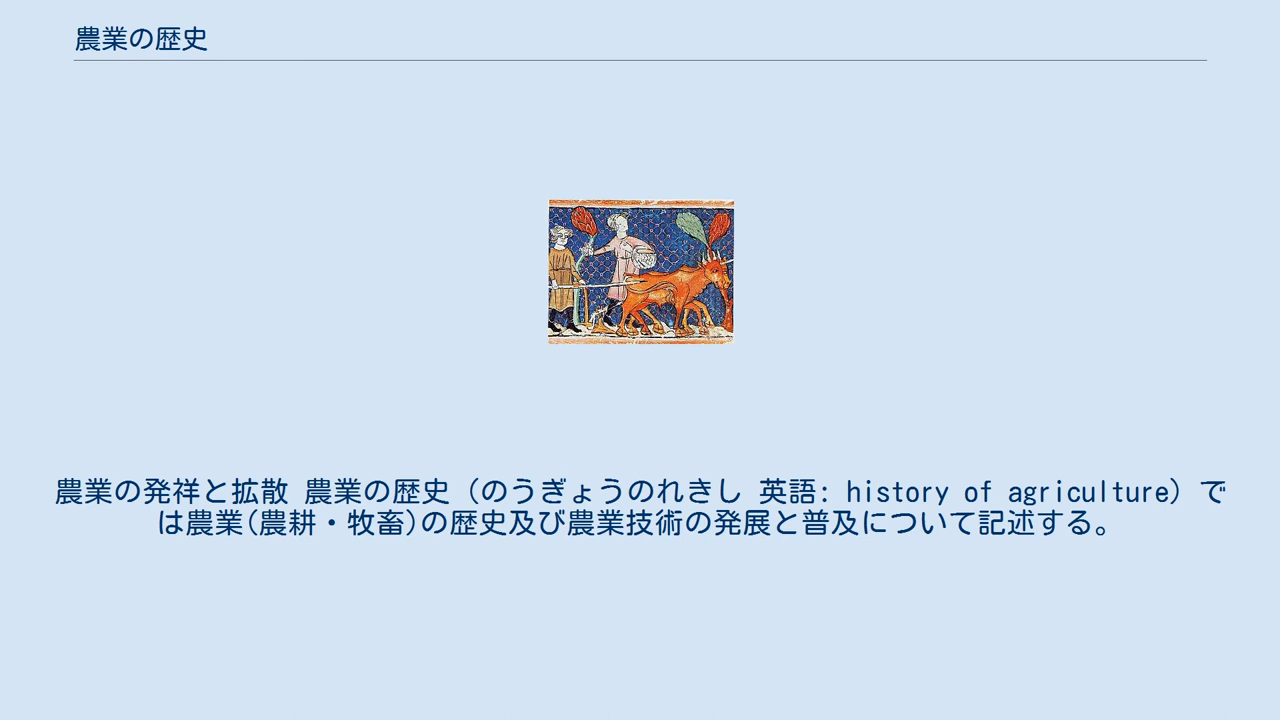 農業の歴史
農業の発祥と拡散 農業の歴史（のうぎょうのれきし 英語: history of agriculture）で
は農業(農耕・牧畜)の歴史及び農業技術の発展と普及について記述する。